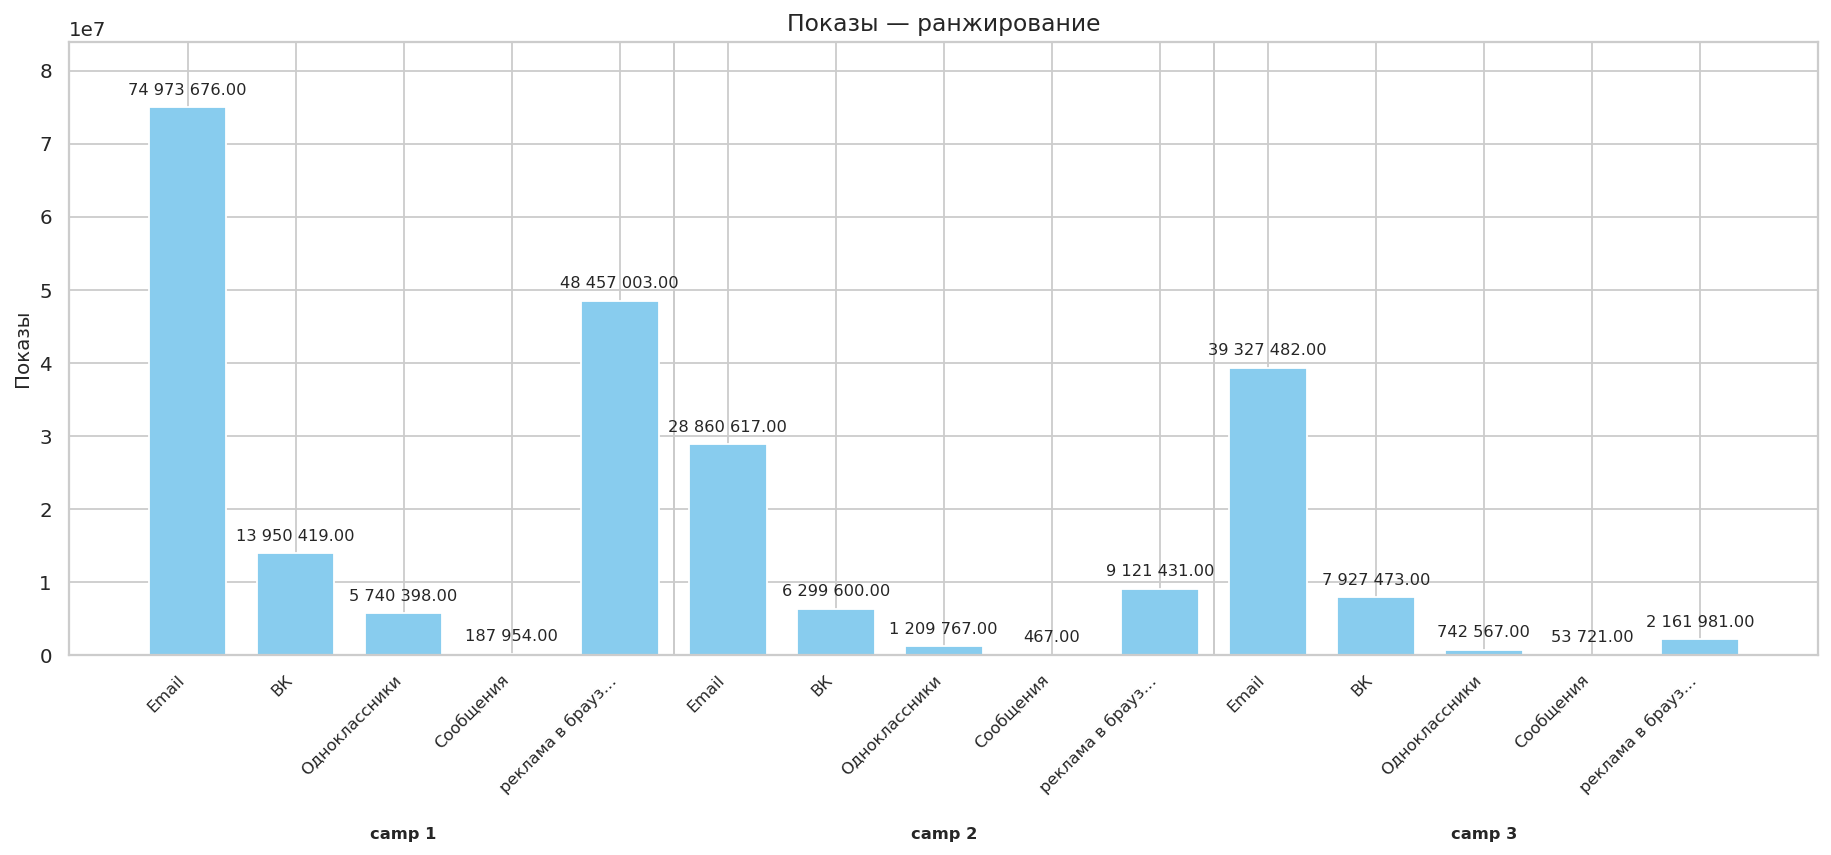 Показы — ранжирование
1e7
Показы
8
7
6
5
4
3
2
1
0
74 973 676.00
13 950 419.00
5 740 398.00
187 954.00
48 457 003.00
28 860 617.00
6 299 600.00
1 209 767.00
467.00
9 121 431.00
39 327 482.00
7 927 473.00
742 567.00
53 721.00
2 161 981.00
Email
ВК
Одноклассники
Сообщения
реклама в брауз...
Email
ВК
Одноклассники
Сообщения
реклама в брауз...
Email
ВК
Одноклассники
Сообщения
реклама в брауз...
camp 1
camp 2
camp 3